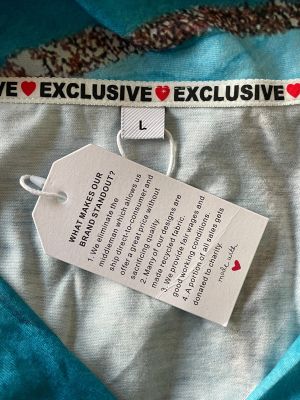 VE ❤ EXCLUSIVE ❤ EXCLUSIVE ❤
L
WHAT MAKES OUR
BRAND STANDOUT?
1. We eliminate the
middleman which allows us
ship direct-to-consumer and
offer a great price without
sacrificing quality.
2. Many of our designs are
made recycled fabric.
3. We provide fair wages and
good working conditions
4. A portion of all sales gets
donated to charity.
made with